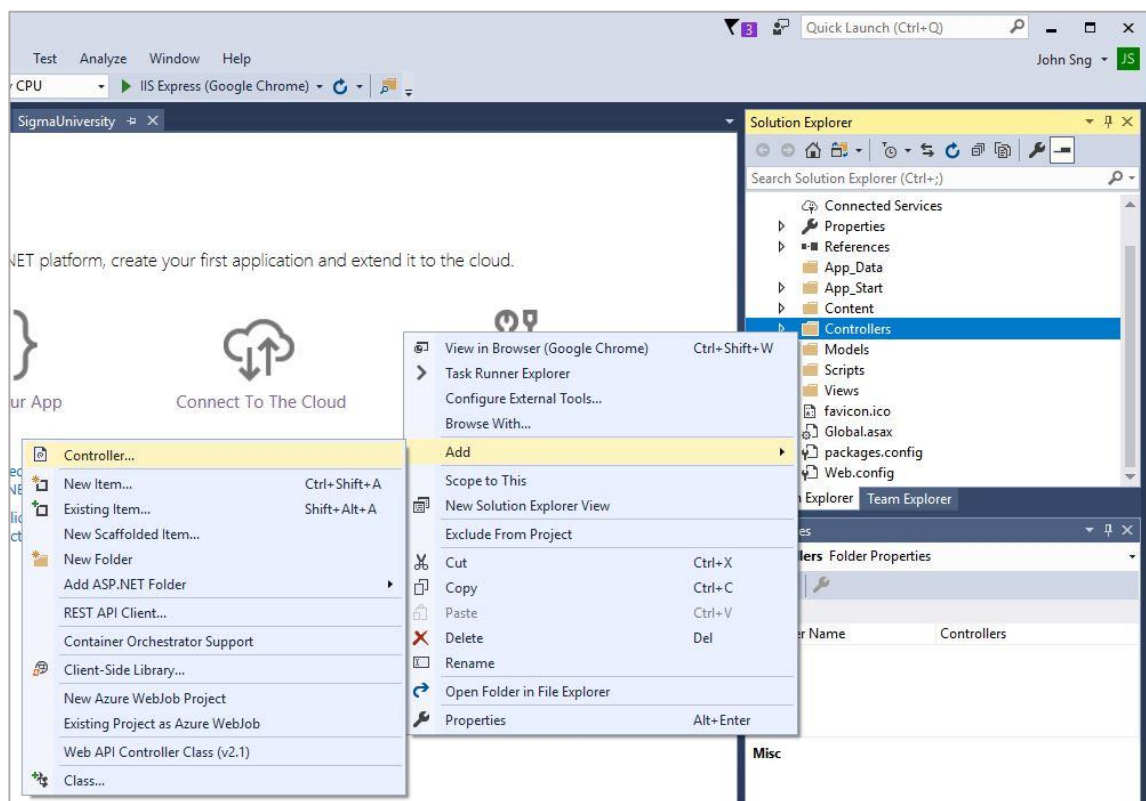 3
Quick Launch (Ctrl+Q)
Test Analyze Window Help
John Sng JS
CPU IIS Express (Google Chrome)
SigmaUniversity
Solution Explorer
Search Solution Explorer (Ctrl+;)
Connected Services
Properties
References
App_Data
App_Start
Content
Controllers
Models
Scripts
Views
favicon.ico
Global.asax
packages.config
Web.config
Explorer Team Explorer
NET platform, create your first application and extend it to the cloud.
ur App
Connect To The Cloud
View in Browser (Google Chrome) Ctrl+Shift+W
Task Runner Explorer
Configure External Tools...
Browse With...
Add
Scope to This
New Solution Explorer View
Exclude From Project
Cut Ctrl+X
Copy Ctrl+C
Paste Ctrl+V
Delete Del
Rename
Open Folder in File Explorer
Properties Alt+Enter
Controller...
New Item... Ctrl+Shift+A
Existing Item... Shift+Alt+A
New Scaffolded Item...
New Folder
Add ASP.NET Folder
REST API Client...
Container Orchestrator Support
Client-Side Library...
New Azure WebJob Project
Existing Project as Azure WebJob
Web API Controller Class (v2.1)
Class...
es
lers Folder Properties
r Name Controllers
Misc